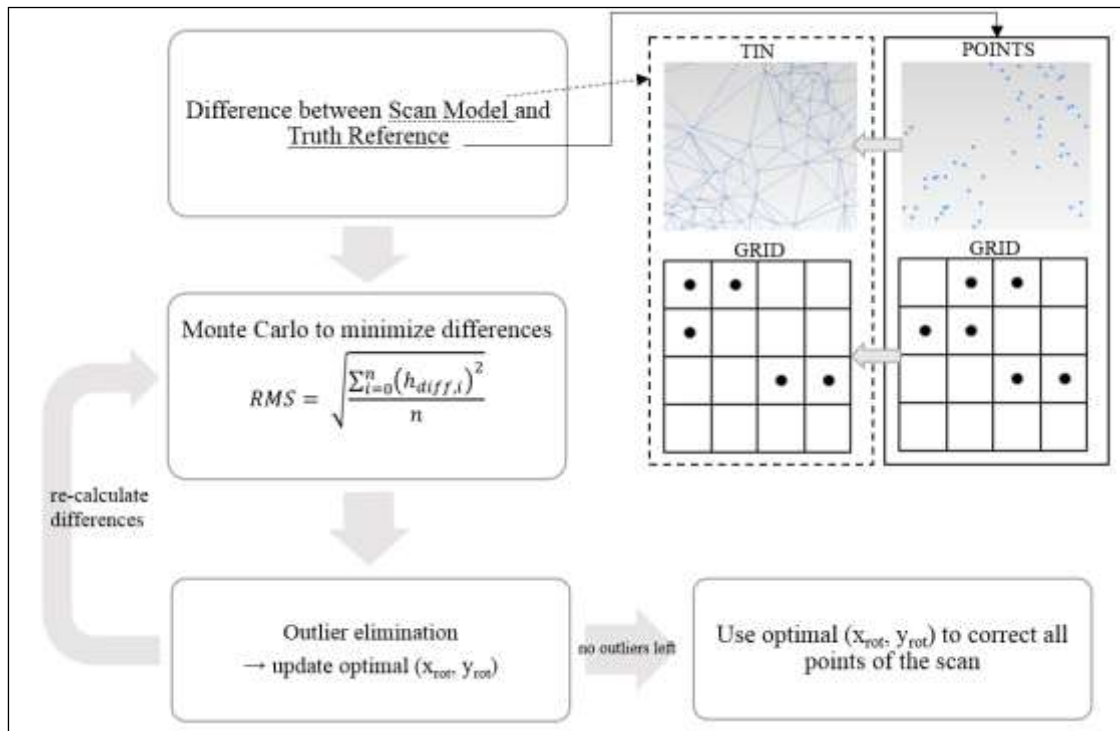 Difference between Scan Model and
Truth Reference
TIN
POINTS
GRID
GRID
Monte Carlo to minimize differences
RMS = √(∑ⁿᵢ₌₀(h_diff,i)² / n)
re-calculate
differences
Outlier elimination
→ update optimal (x_rot, y_rot)
no outliers left
Use optimal (x_rot, y_rot) to correct all
points of the scan